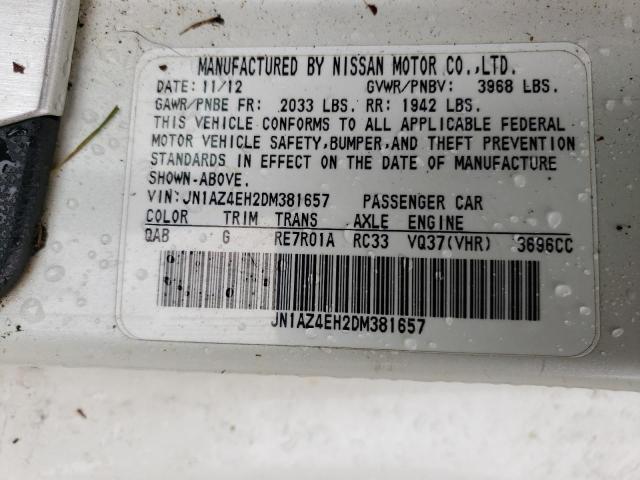 MANUFACTURED BY NISSAN MOTOR CO.,LTD.
DATE: 11/12 GVWR/PNBV: 3968 LBS.
GAWR/PNBE FR: 2033 LBS. RR: 1942 LBS.
THIS VEHICLE CONFORMS TO ALL APPLICABLE FEDERAL
MOTOR VEHICLE SAFETY,BUMPER,AND THEFT PREVENTION
STANDARDS IN EFFECT ON THE DATE OF MANUFACTURE
SHOWN-ABOVE.
VIN:JN1AZ4EH2DM381657 PASSENGER CAR
COLOR TRIM TRANS AXLE ENGINE
QAB G RE7R01A RC33 VQ37(VHR) 3696CC
JN1AZ4EH2DM381657